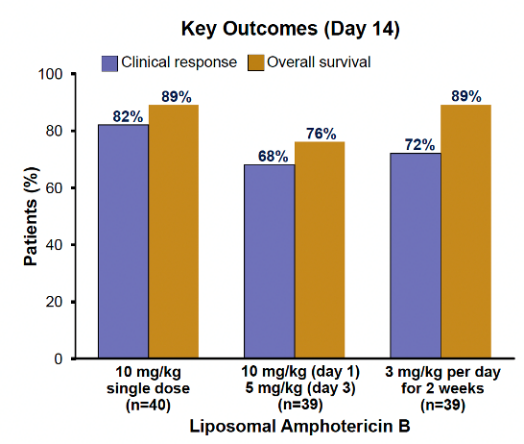 Key Outcomes (Day 14)
Clinical response Overall survival
Patients (%)
100
80
60
40
20
0
82%
89%
68%
76%
72%
89%
10 mg/kg
single dose
(n=40)
10 mg/kg (day 1)
5 mg/kg (day 3)
(n=39)
3 mg/kg per day
for 2 weeks
(n=39)
Liposomal Amphotericin B